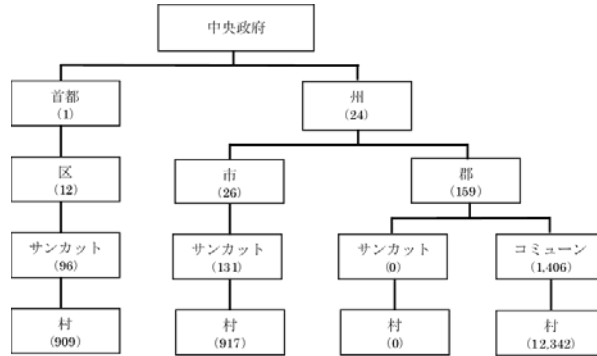 中央政府
首都
(1)
州
(24)
区
(12)
市
(26)
郡
(159)
サンカット
(96)
サンカット
(131)
サンカット
(0)
コミューン
(1,406)
村
(909)
村
(917)
村
(0)
村
(12,342)